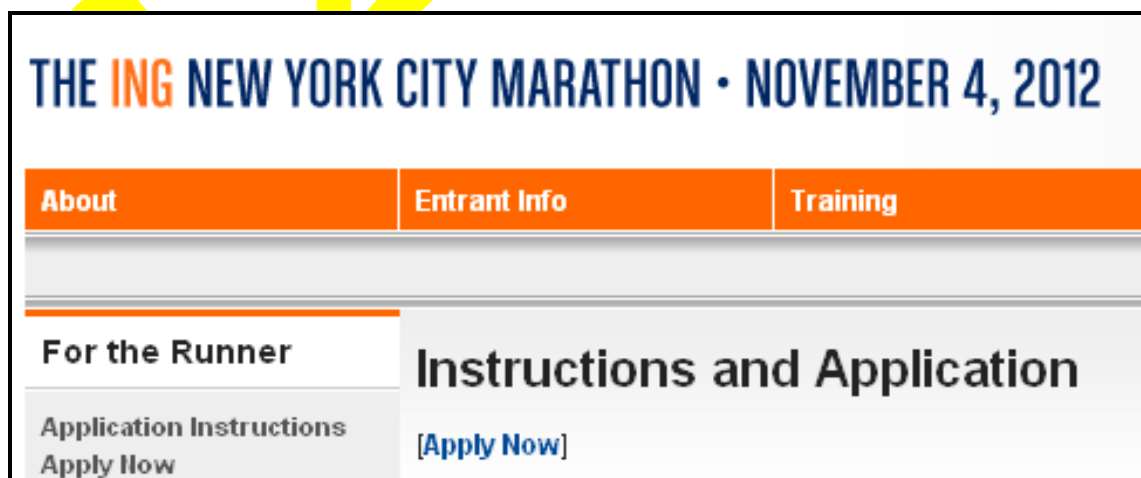 THE ING NEW YORK CITY MARATHON · NOVEMBER 4, 2012
About
Entrant Info
Training
For the Runner
Instructions and Application
Application Instructions
Apply Now
[Apply Now]